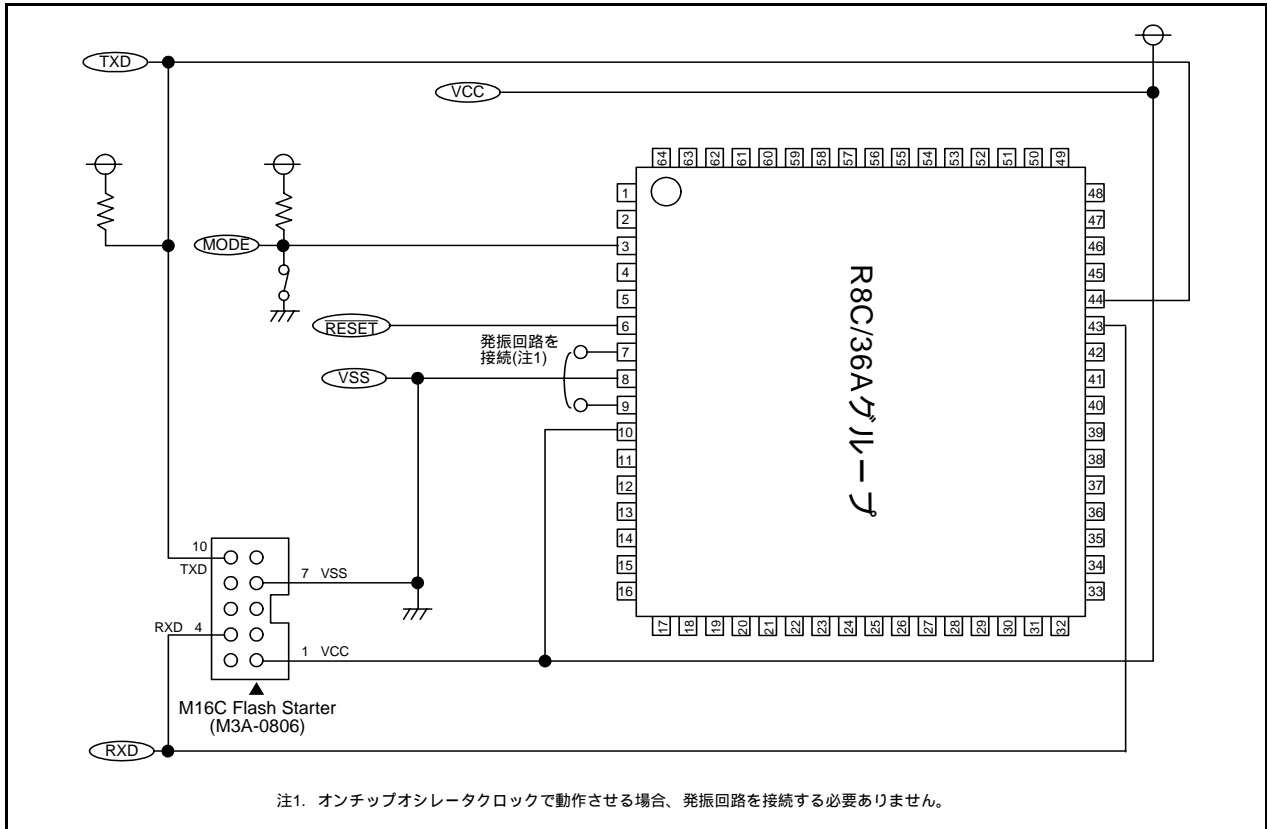 TXD
VCC
64 63 62 61 60 59 58 57 56 55 54 53 52 51 50 49
1
2
MODE
3
4
5
RESET
6
発振回路を
接続(注1)
7
VSS
8
9
10
11
12
13
14
15
16
R8C/36Aグループ
48
47
46
45
44
43
42
41
40
39
38
37
36
35
34
33
17 18 19 20 21 22 23 24 25 26 27 28 29 30 31 32
10
TXD
7 VSS
RXD 4
1 VCC
M16C Flash Starter
(M3A-0806)
RXD
注1. オンチップオシレータクロックで動作させる場合、発振回路を接続する必要ありません。